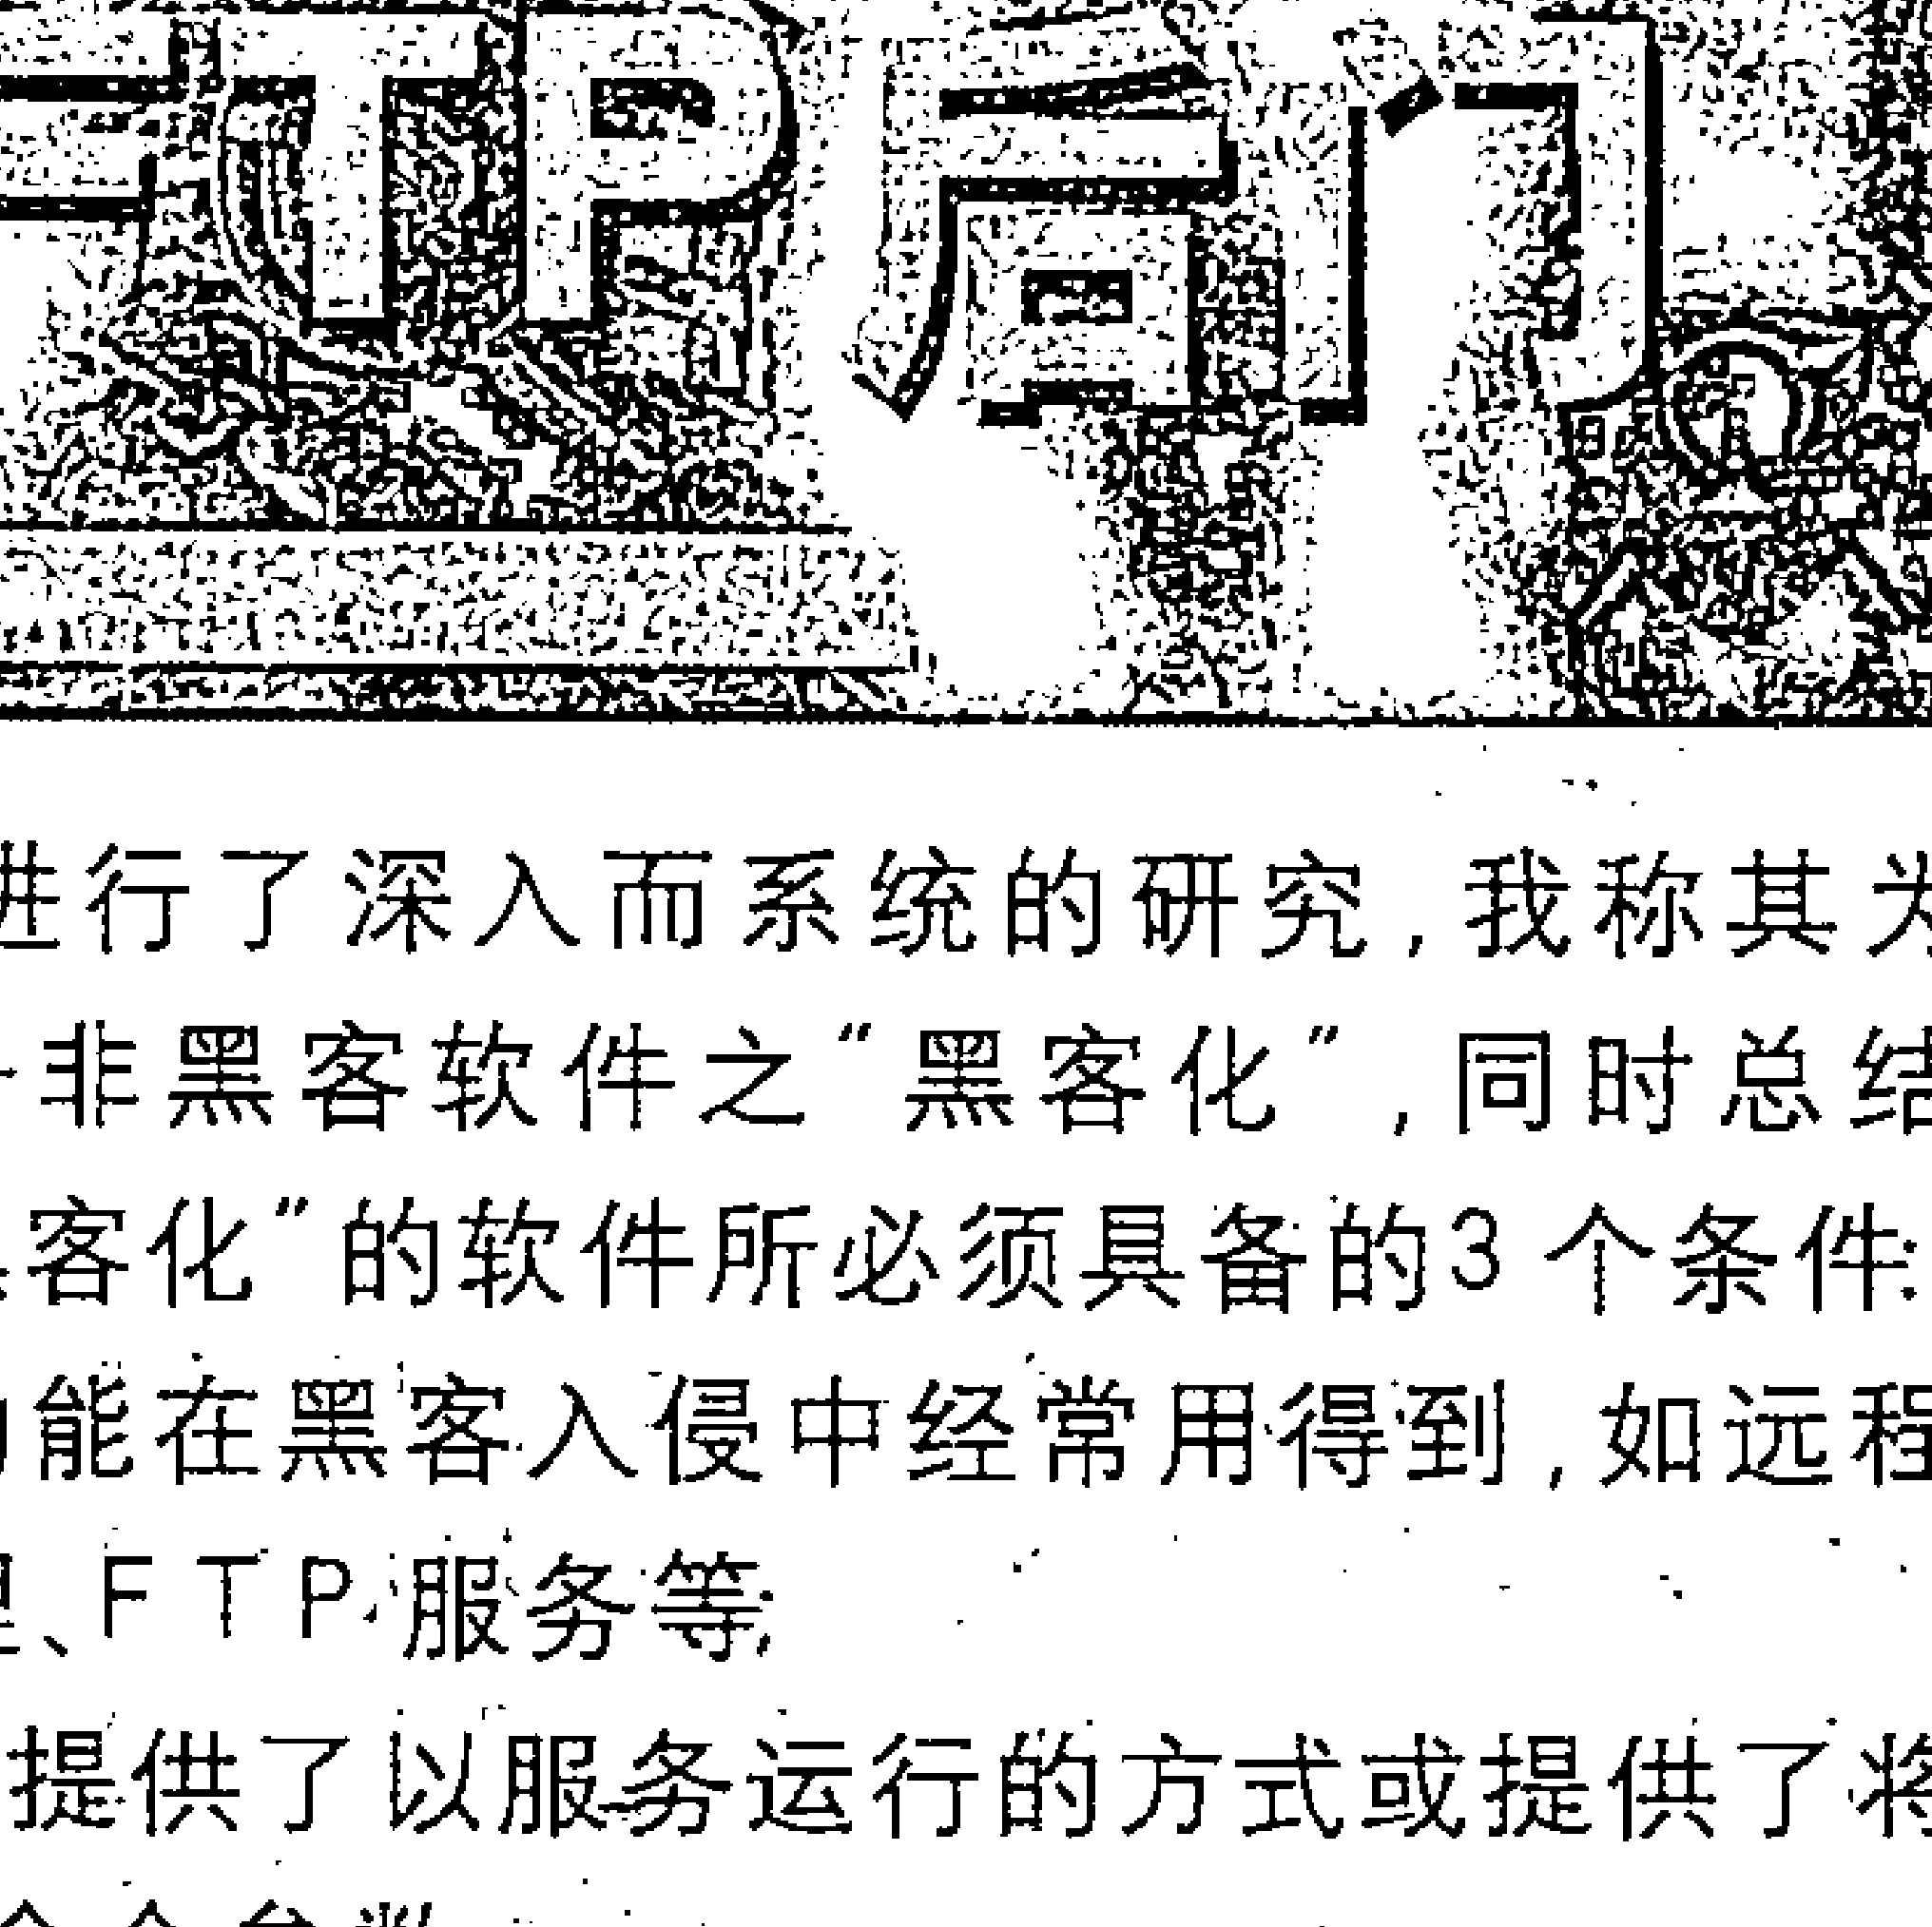 FTP后门
进行了深入而系统的研究,我称其为
非黑客软件之“黑客化”,同时总结
客化”的软件所必须具备的3个条件:
能在黑客入侵中经常用得到,如远程
、FTP服务等;
提供了以服务运行的方式或提供了将